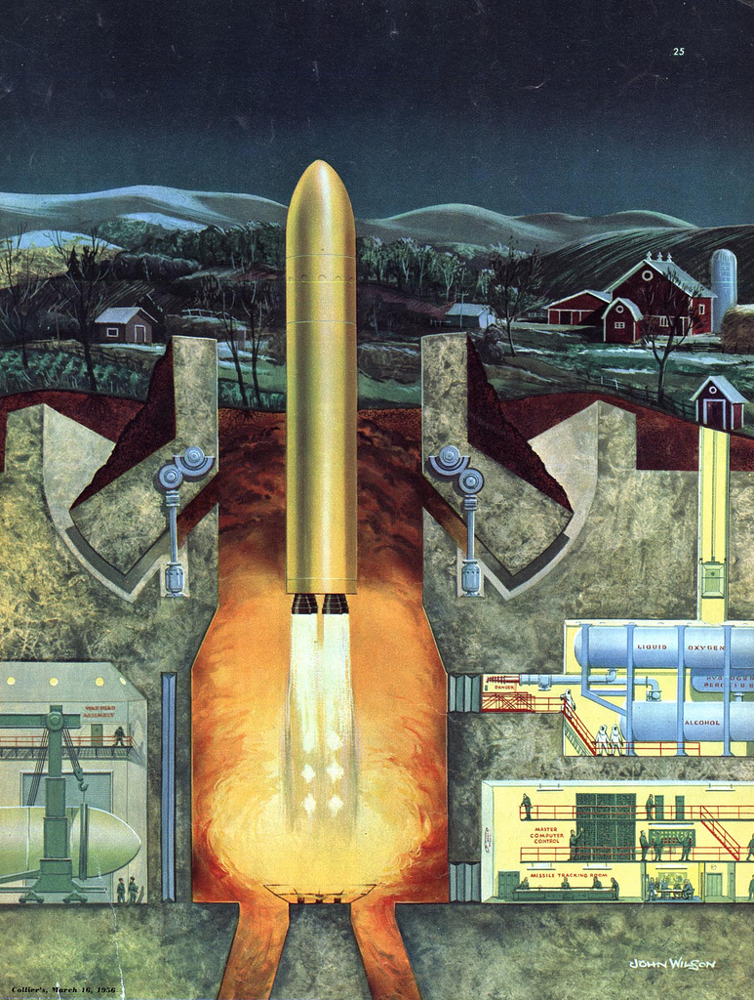 25
WARHEAD
ASSEMBLY
DANGER
LIQUID OXYGEN
HYDROGEN
PEROXIDE
ALCOHOL
MASTER
COMPUTER
CONTROL
MISSILE TRACKING ROOM
JOHN WILSON
Collier's, March 16, 1956